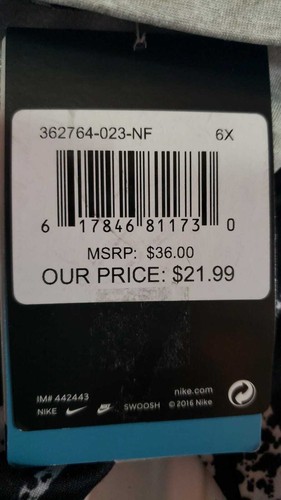 362764-023-NF 6X
6 17846 81173 0
MSRP: $36.00
OUR PRICE: $21.99
IM# 442443
nike.com
NIKE SWOOSH © 2016 Nike